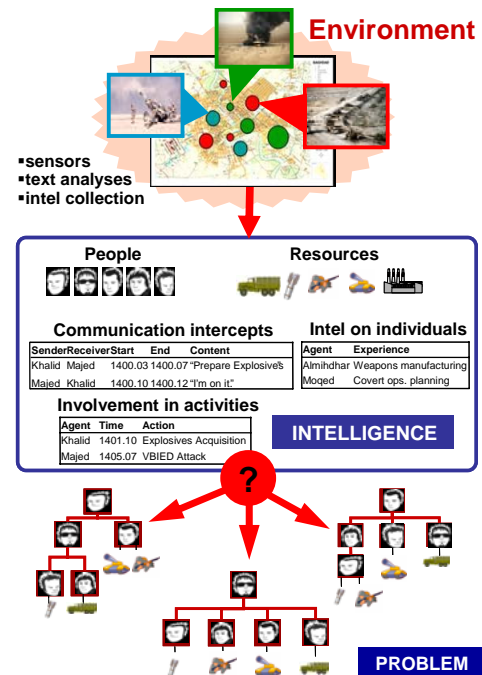 Environment
▪sensors
▪text analyses
▪intel collection
People
Resources
Communication intercepts
SenderReceiverStart End Content
Khalid Majed 1400.03 1400.07 “Prepare Explosives”
Majed Khalid 1400.10 1400.12 “I'm on it.”
Intel on individuals
Agent Experience
Almihdhar Weapons manufacturing
Moqed Covert ops. planning
Involvement in activities
Agent Time Action
Khalid 1401.10 Explosives Acquisition
Majed 1405.07 VBIED Attack
INTELLIGENCE
?
PROBLEM